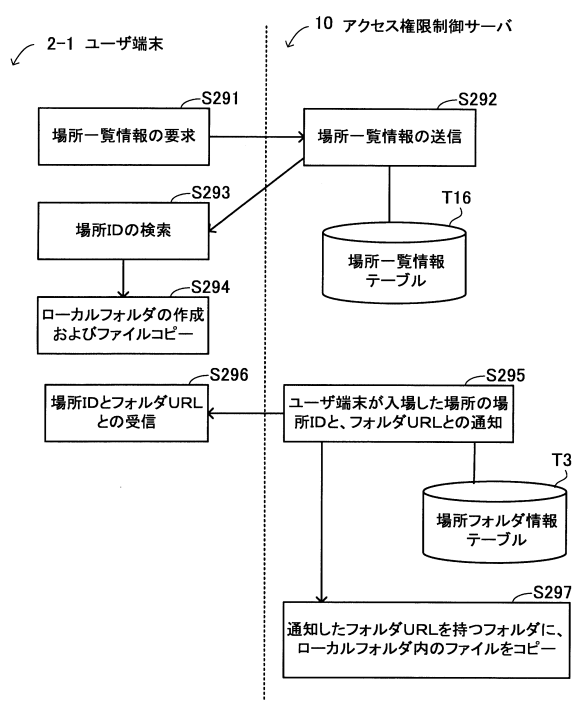 2-1 ユーザ端末
10 アクセス権限制御サーバ
S291
場所一覧情報の要求
S292
場所一覧情報の送信
S293
場所IDの検索
T16
場所一覧情報
テーブル
S294
ローカルフォルダの作成
およびファイルコピー
S296
場所IDとフォルダURL
との受信
S295
ユーザ端末が入場した場所の場
所IDと、フォルダURLとの通知
T3
場所フォルダ情報
テーブル
S297
通知したフォルダURLを持つフォルダに、
ローカルフォルダ内のファイルをコピー